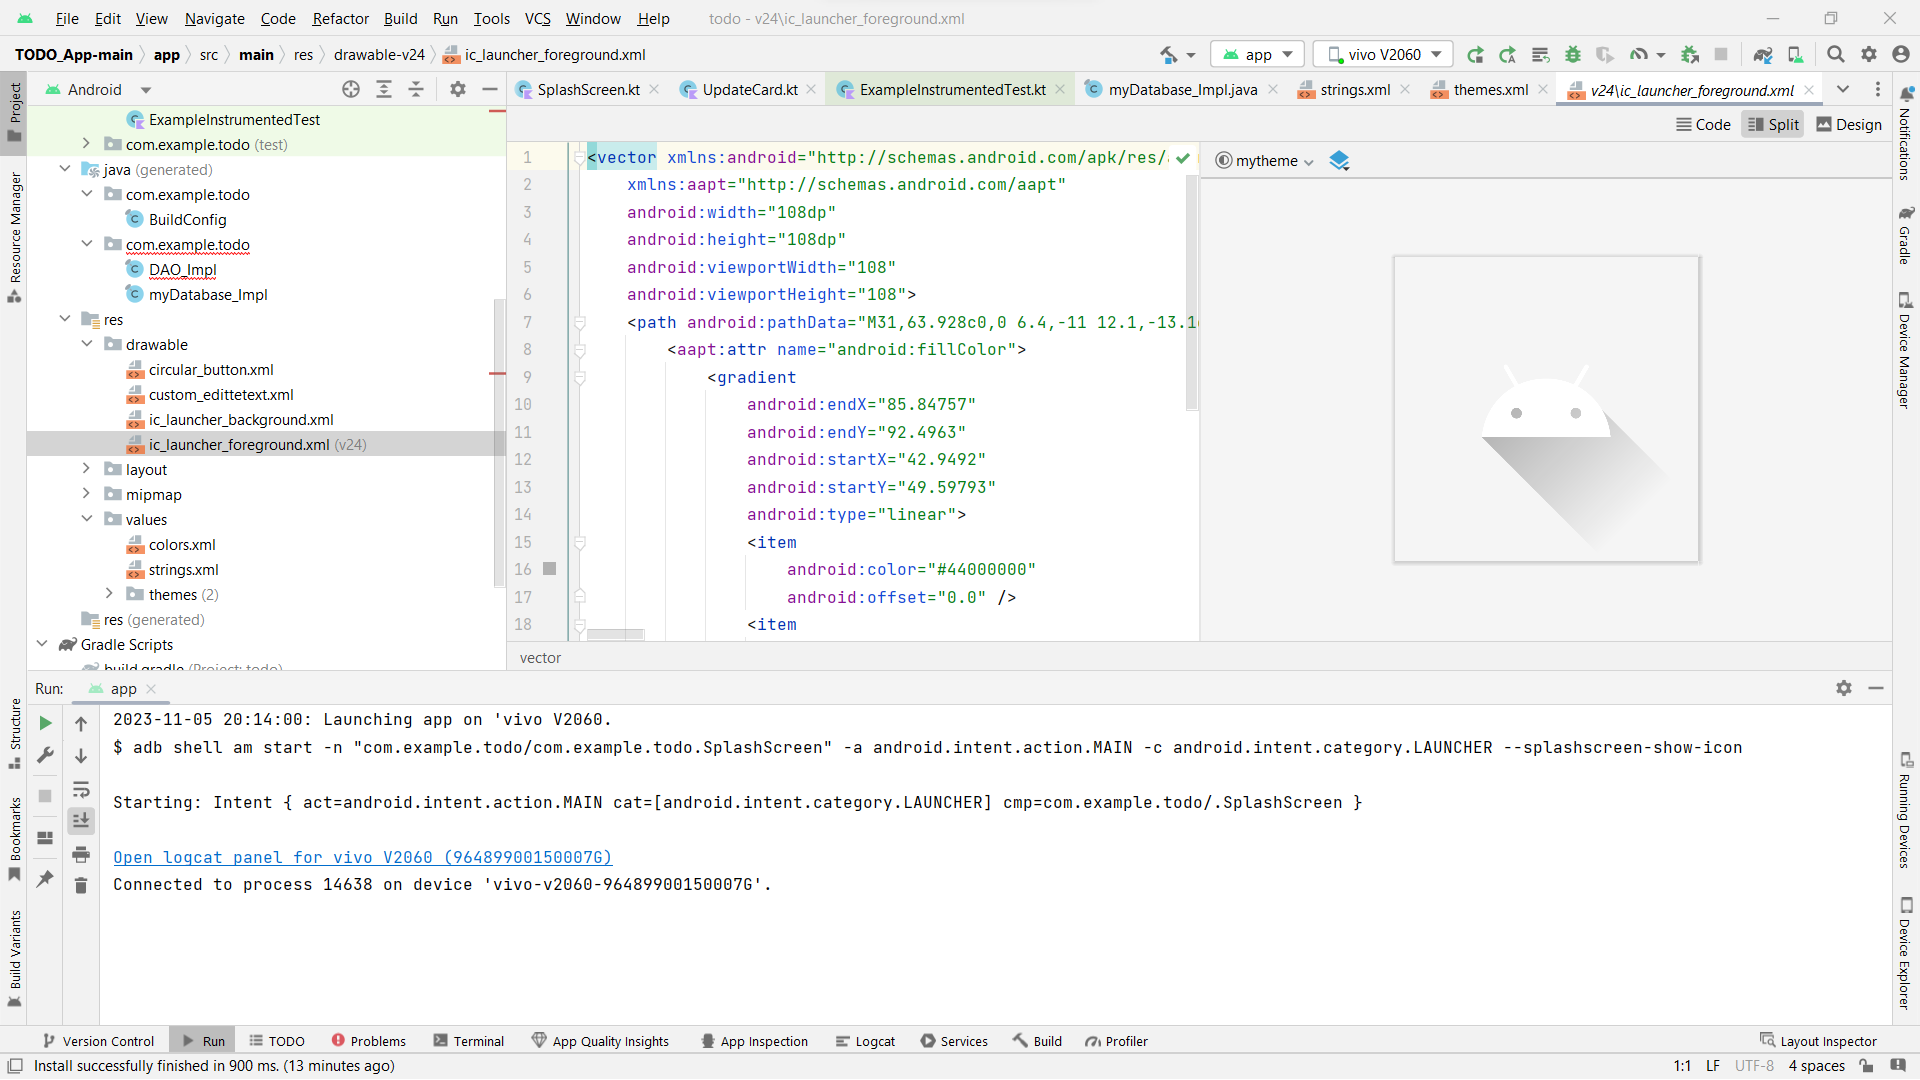 File Edit View Navigate Code Refactor Build Run Tools VCS Window Help todo - v24\ic_launcher_foreground.xml
TODO_App-main app src main res drawable-v24 ic_launcher_foreground.xml app vivo V2060
Android SplashScreen.kt UpdateCard.kt ExampleInstrumentedTest.kt myDatabase_Impl.java strings.xml themes.xml v24\ic_launcher_foreground.xml
Code Split Design
Project
Resource Manager
Structure
Bookmarks
Build Variants
ExampleInstrumentedTest
com.example.todo (test)
java (generated)
com.example.todo
BuildConfig
com.example.todo
DAO_Impl
myDatabase_Impl
res
drawable
circular_button.xml
custom_edittetext.xml
ic_launcher_background.xml
ic_launcher_foreground.xml (v24)
layout
mipmap
values
colors.xml
strings.xml
themes (2)
res (generated)
Gradle Scripts
build.gradle (Project: todo)
1 <vector xmlns:android="http://schemas.android.com/apk/res/
2 xmlns:aapt="http://schemas.android.com/aapt"
3 android:width="108dp"
4 android:height="108dp"
5 android:viewportWidth="108"
6 android:viewportHeight="108">
7 <path android:pathData="M31,63.928c0,0 6.4,-11 12.1,-13.1
8 <aapt:attr name="android:fillColor">
9 <gradient
10 android:endX="85.84757"
11 android:endY="92.4963"
12 android:startX="42.9492"
13 android:startY="49.59793"
14 android:type="linear">
15 <item
16 android:color="#44000000"
17 android:offset="0.0" />
18 <item
vector
mytheme
Notifications
Gradle
Device Manager
Running Devices
Device Explorer
Run: app
2023-11-05 20:14:00: Launching app on 'vivo V2060.
$ adb shell am start -n "com.example.todo/com.example.todo.SplashScreen" -a android.intent.action.MAIN -c android.intent.category.LAUNCHER --splashscreen-show-icon
Starting: Intent { act=android.intent.action.MAIN cat=[android.intent.category.LAUNCHER] cmp=com.example.todo/.SplashScreen }
Open logcat panel for vivo V2060 (96489900150007G)
Connected to process 14638 on device 'vivo-v2060-96489900150007G'.
Version Control Run TODO Problems Terminal App Quality Insights App Inspection Logcat Services Build Profiler Layout Inspector
Install successfully finished in 900 ms. (13 minutes ago) 1:1 LF UTF-8 4 spaces